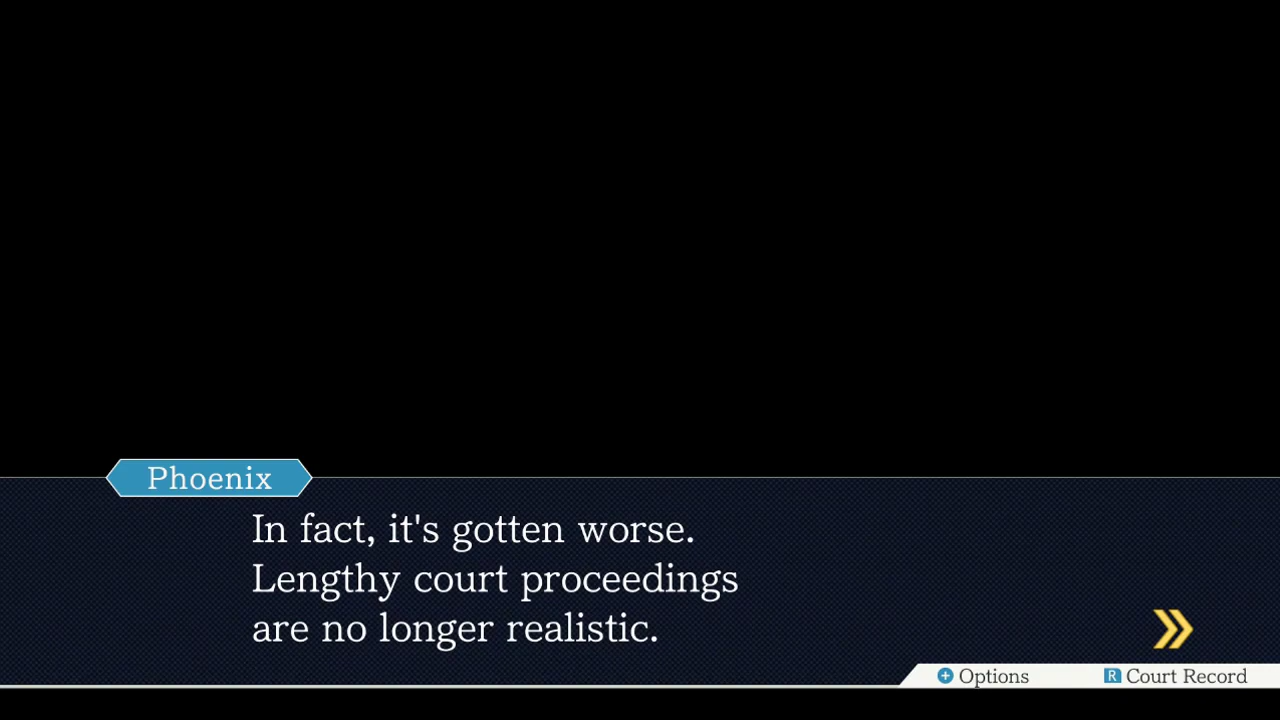 Phoenix
In fact, it's gotten worse.
Lengthy court proceedings
are no longer realistic.
+ Options
R Court Record